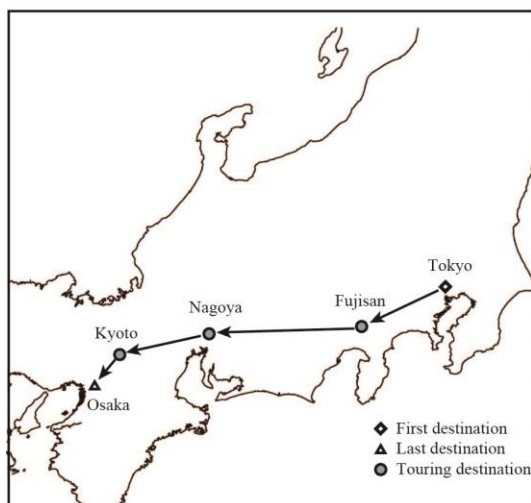 Tokyo
Fujisan
Nagoya
Kyoto
Osaka
First destination
Last destination
Touring destination